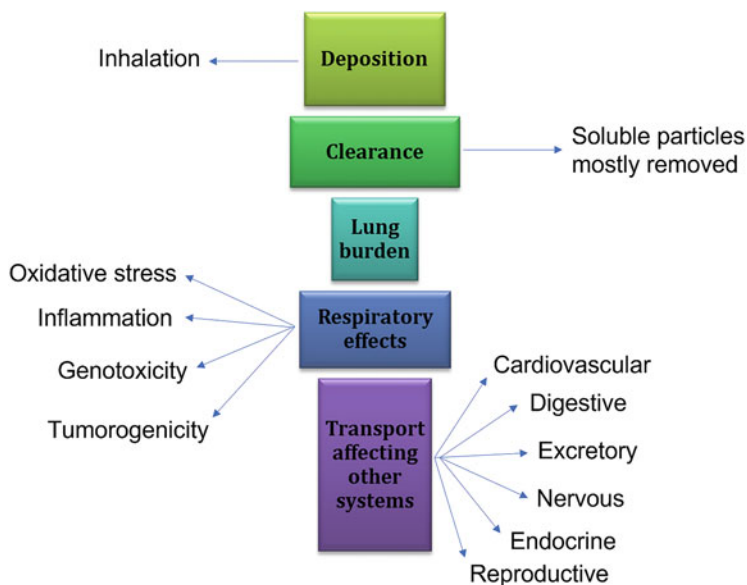 Deposition
Inhalation
Clearance
Soluble particles
mostly removed
Lung
burden
Respiratory
effects
Oxidative stress
Inflammation
Genotoxicity
Tumorogenicity
Transport
affecting
other
systems
Cardiovascular
Digestive
Excretory
Nervous
Endocrine
Reproductive